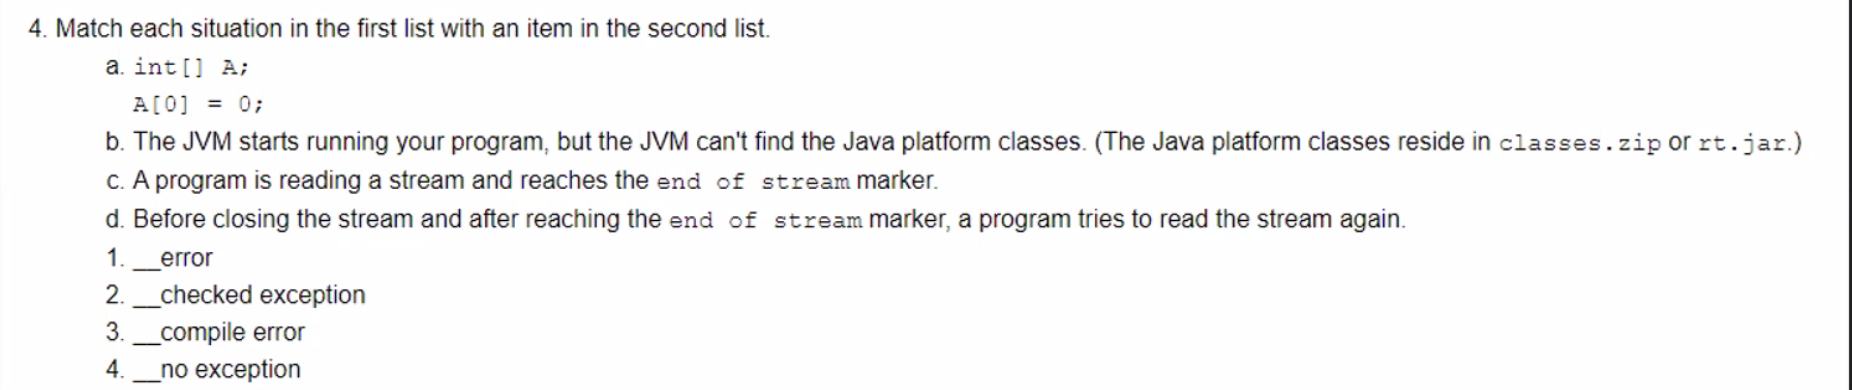 4. Match each situation in the first list with an item in the second list.
a. int[] A;
A[0] = 0;
b. The JVM starts running your program, but the JVM can't find the Java platform classes. (The Java platform classes reside in classes.zip or rt.jar.)
c. A program is reading a stream and reaches the end of stream marker.
d. Before closing the stream and after reaching the end of stream marker, a program tries to read the stream again.
1. __error
2. __checked exception
3. __compile error
4. __no exception